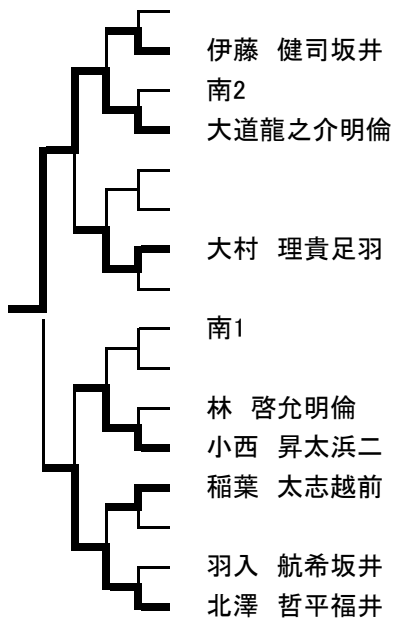 伊藤　健司坂井
南2
大道龍之介明倫
大村　理貴足羽
南1
林　啓允明倫
小西　昇太浜二
稲葉　太志越前
羽入　航希坂井
北澤　哲平福井